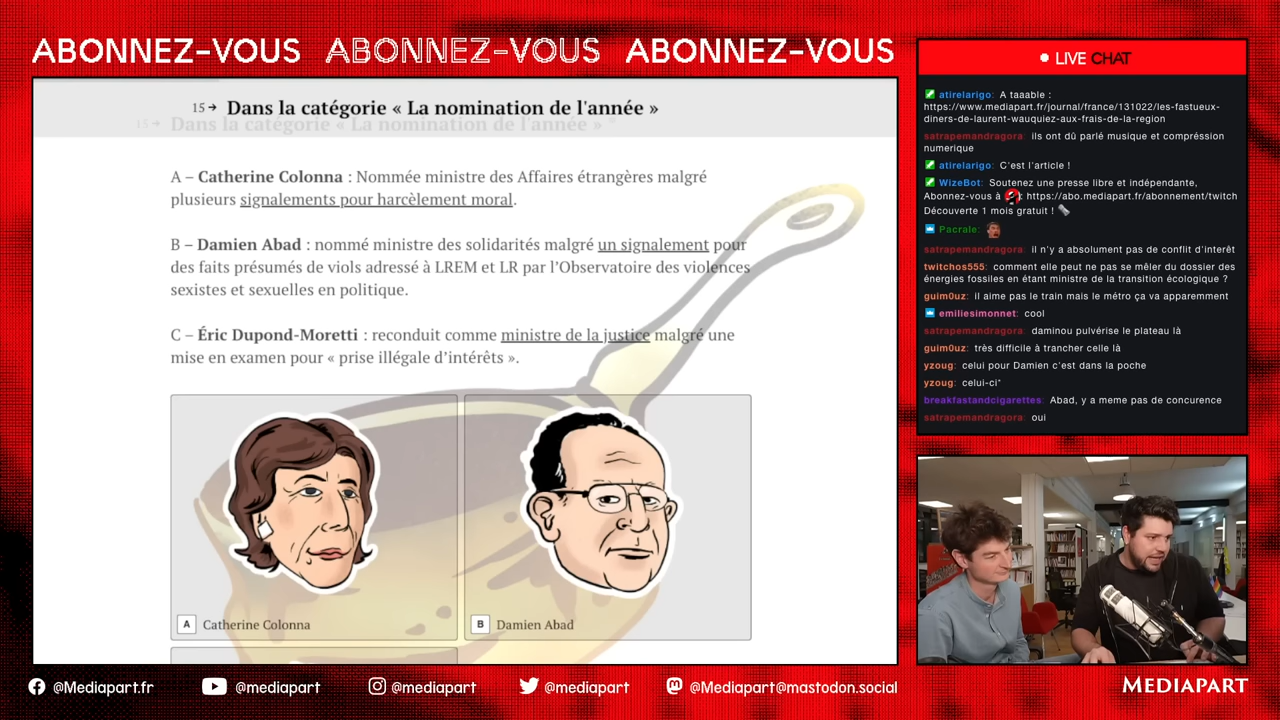 ABONNEZ-VOUS ABONNEZ-VOUS ABONNEZ-VOUS
15 → Dans la catégorie « La nomination de l'année »
15 → Dans la catégorie « La nomination de l'année » *
A – Catherine Colonna : Nommée ministre des Affaires étrangères malgré
plusieurs signalements pour harcèlement moral.
B – Damien Abad : nommé ministre des solidarités malgré un signalement pour
des faits présumés de viols adressé à LREM et LR par l'Observatoire des violences
sexistes et sexuelles en politique.
C – Éric Dupond-Moretti : reconduit comme ministre de la justice malgré une
mise en examen pour « prise illégale d'intérêts ».
A Catherine Colonna
B Damien Abad
LIVE CHAT
atirelarigo: A taaable :
https://www.mediapart.fr/journal/france/131022/les-fastueux-
diners-de-laurent-wauquiez-aux-frais-de-la-region
satrapemandragora: ils ont dû parlé musique et compréssion
numerique
atirelarigo: C'est l'article !
WizeBot: Soutenez une presse libre et indépendante,
Abonnez-vous à : https://abo.mediapart.fr/abonnement/twitch
Découverte 1 mois gratuit !
Pacrale:
satrapemandragora: il n'y a absolument pas de conflit d'interêt
twitchos555: comment elle peut ne pas se mêler du dossier des
énergies fossiles en étant ministre de la transition écologique ?
guim0uz: il aime pas le train mais le métro ça va apparemment
emiliesimonnet: cool
satrapemandragora: daminou pulvérise le plateau là
guim0uz: très difficile à trancher celle là
yzoug: celui pour Damien c'est dans la poche
yzoug: celui-ci*
breakfastandcigarettes: Abad, y a meme pas de concurence
satrapemandragora: oui
@Mediapart.fr @mediapart @mediapart @mediapart @Mediapart@mastodon.social
MEDIAPART